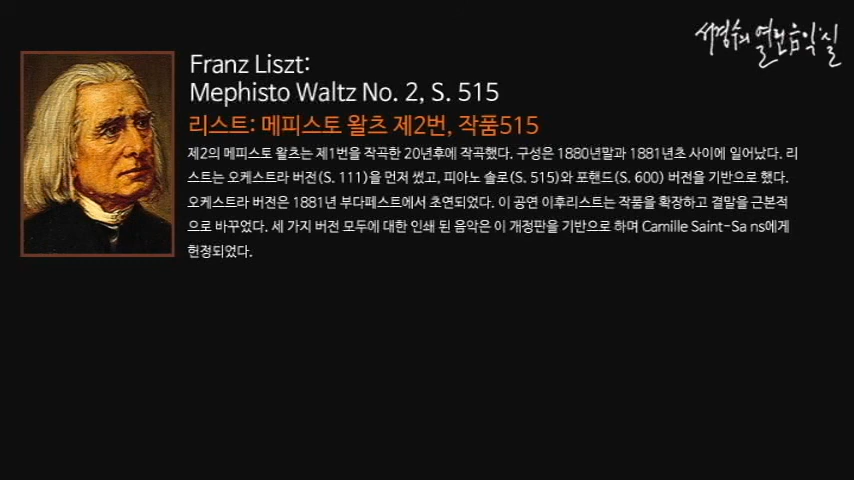 서경수의 열린음악실
Franz Liszt:
Mephisto Waltz No. 2, S. 515
리스트: 메피스토 왈츠 제2번, 작품515
제2의 메피스토 왈츠는 제1번을 작곡한 20년후에 작곡했다. 구성은 1880년말과 1881년초 사이에 일어났다. 리
스트는 오케스트라 버전(S. 111)을 먼저 썼고, 피아노 솔로(S. 515)와 포핸드(S. 600) 버전을 기반으로 했다.
오케스트라 버전은 1881년 부다페스트에서 초연되었다. 이 공연 이후리스트는 작품을 확장하고 결말을 근본적
으로 바꾸었다. 세 가지 버전 모두에 대한 인쇄 된 음악은 이 개정판을 기반으로 하며 Camille Saint-Sa ns에게
헌정되었다.